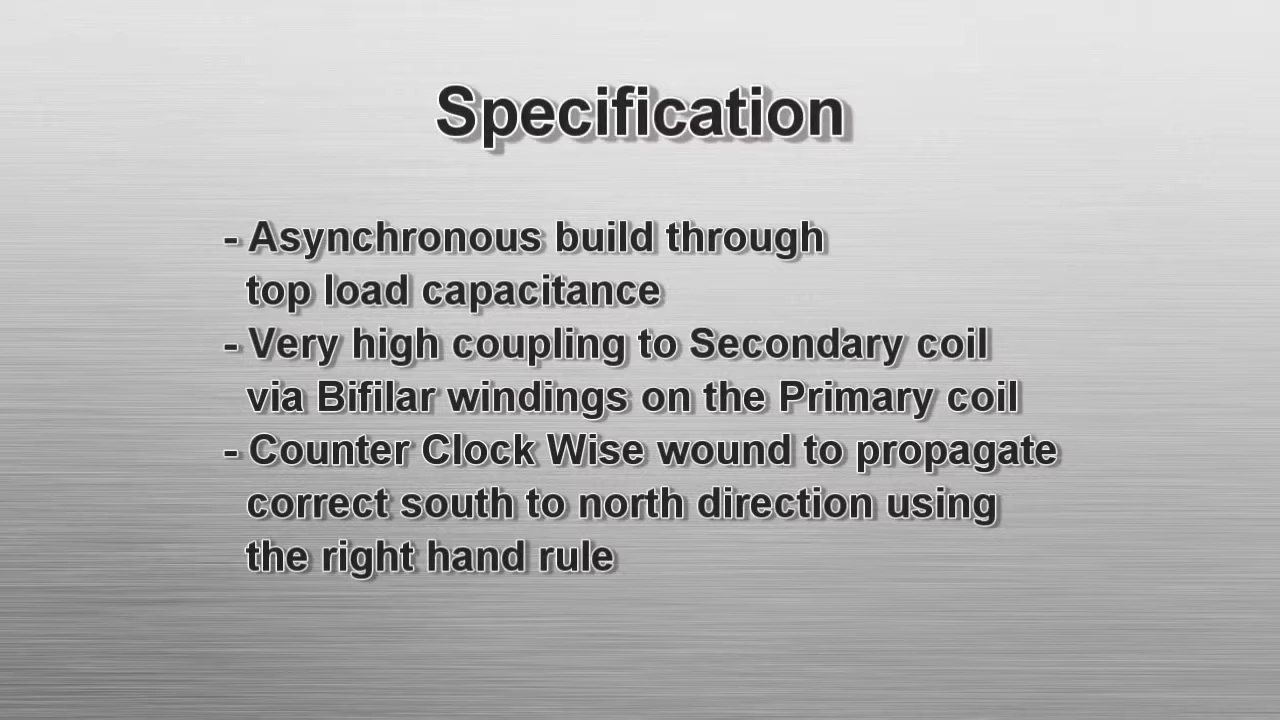 Specification
- Asynchronous build through
top load capacitance
- Very high coupling to Secondary coil
via Bifilar windings on the Primary coil
- Counter Clock Wise wound to propagate
correct south to north direction using
the right hand rule